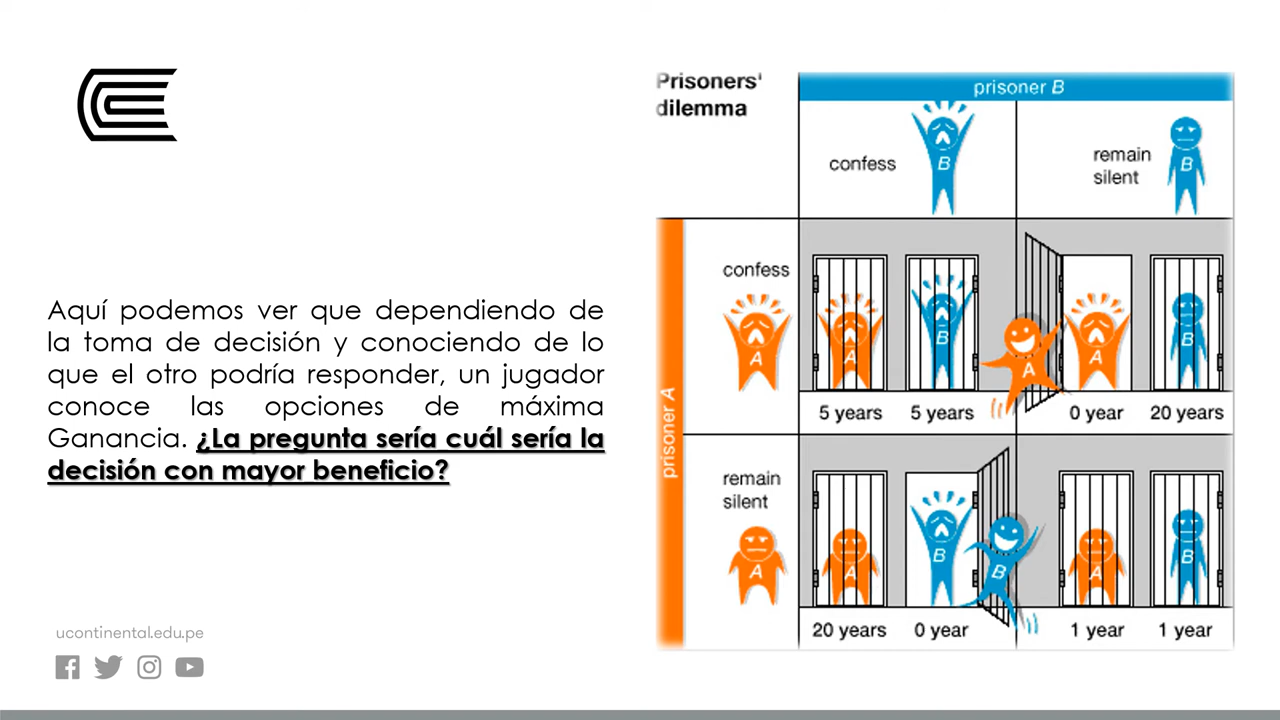 Prisoners'
dilemma
prisoner B
confess
B
remain
silent
B
prisoner A
confess
A
A
B
A
A
B
5 years
5 years
0 year
20 years
remain
silent
A
A
B
B
A
B
20 years
0 year
1 year
1 year
Aquí podemos ver que dependiendo de
la toma de decisión y conociendo de lo
que el otro podría responder, un jugador
conoce las opciones de máxima
Ganancia. ¿La pregunta sería cuál sería la
decisión con mayor beneficio?
ucontinental.edu.pe